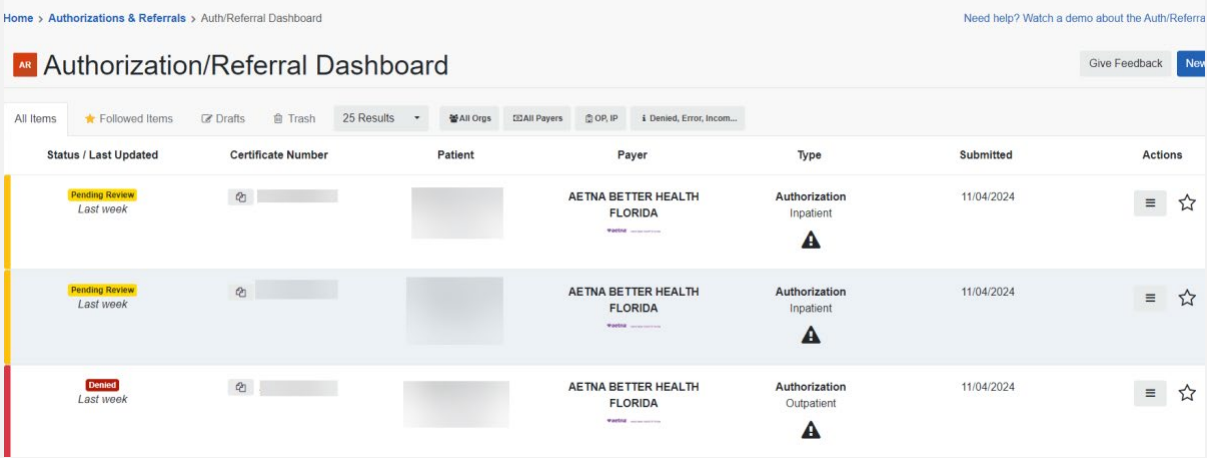 Home > Authorizations & Referrals > Auth/Referral Dashboard
Need help? Watch a demo about the Auth/Referra
AR Authorization/Referral Dashboard
Give Feedback
New
All Items
Followed Items
Drafts
Trash
25 Results
All Orgs
All Payers
OP, IP
Denied, Error, Incom...
Status / Last Updated
Certificate Number
Patient
Payer
Type
Submitted
Actions
Pending Review
Last week
AETNA BETTER HEALTH
FLORIDA
aetna
Authorization
Inpatient
11/04/2024
Pending Review
Last week
AETNA BETTER HEALTH
FLORIDA
aetna
Authorization
Inpatient
11/04/2024
Denied
Last week
AETNA BETTER HEALTH
FLORIDA
aetna
Authorization
Outpatient
11/04/2024